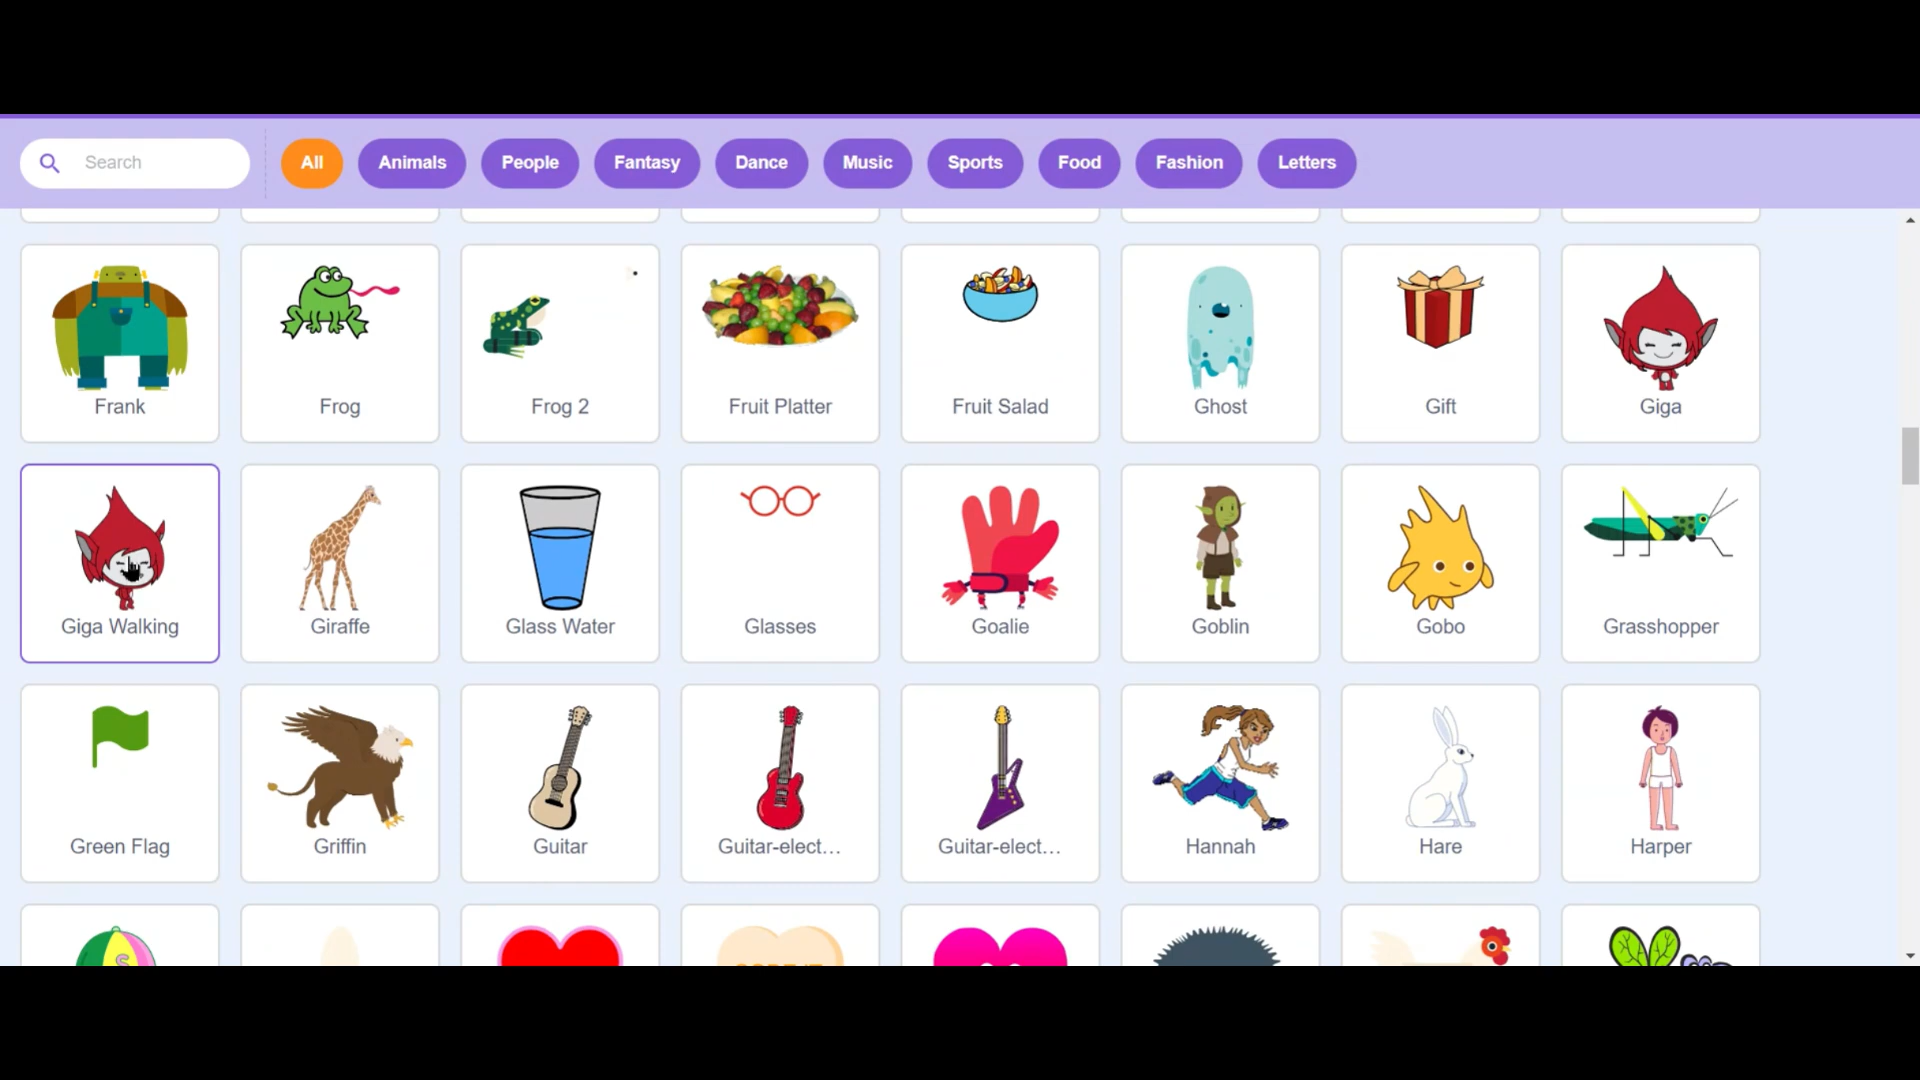 Search
All
Animals
People
Fantasy
Dance
Music
Sports
Food
Fashion
Letters
Frank
Frog
Frog 2
Fruit Platter
Fruit Salad
Ghost
Gift
Giga
Giga Walking
Giraffe
Glass Water
Glasses
Goalie
Goblin
Gobo
Grasshopper
Green Flag
Griffin
Guitar
Guitar-elect...
Guitar-elect...
Hannah
Hare
Harper